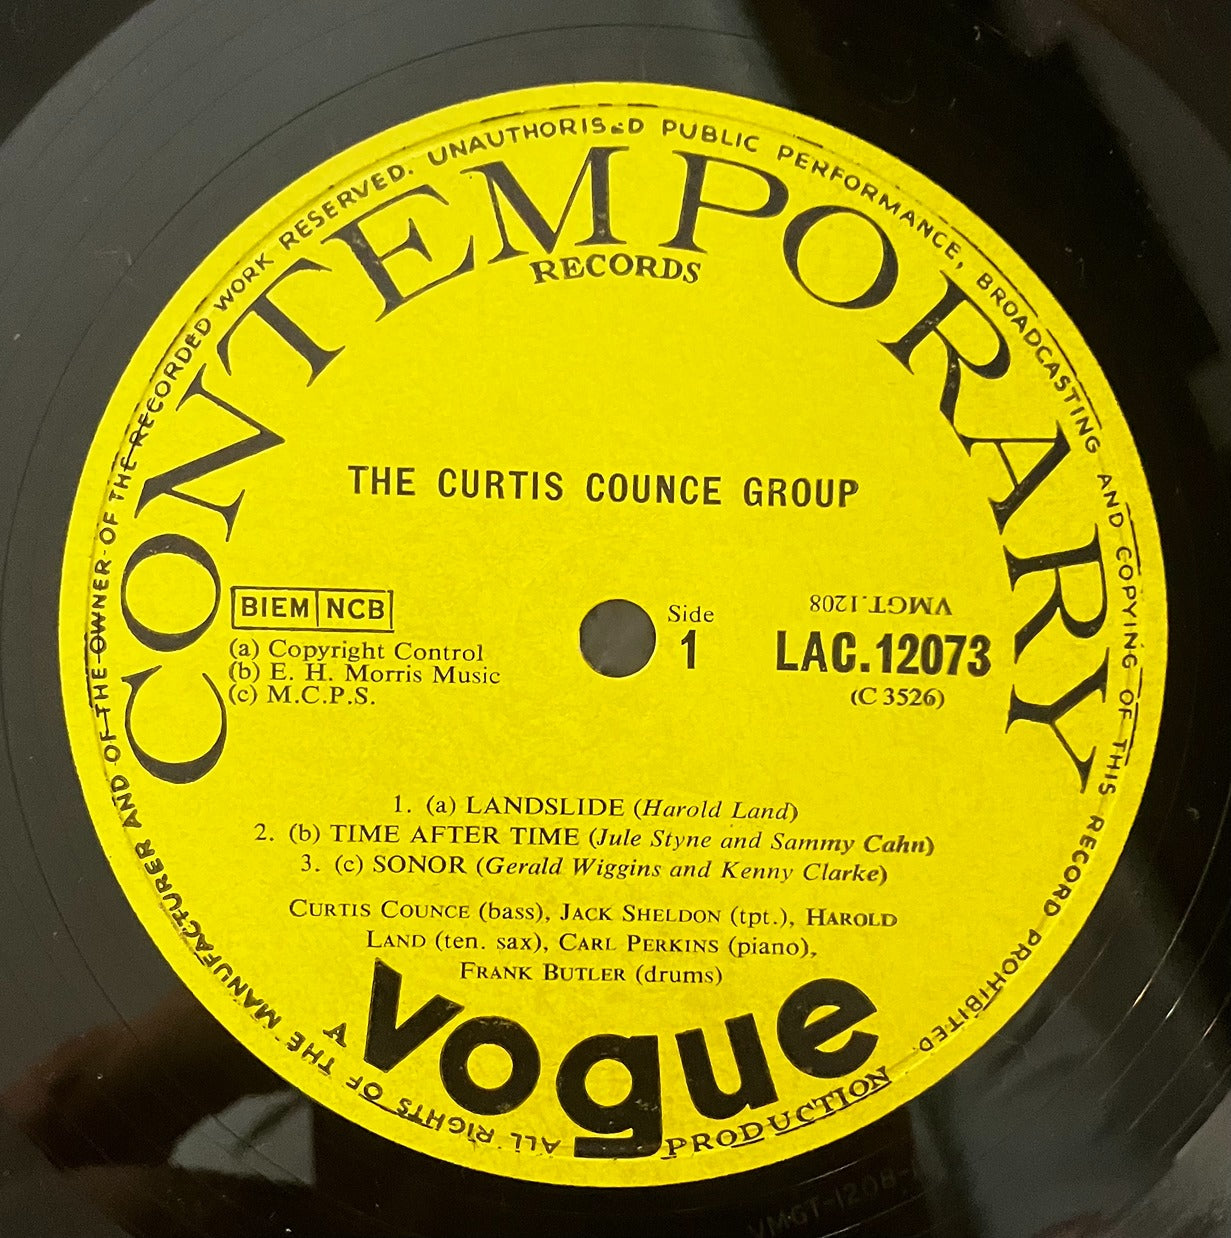 ALL RIGHTS OF THE MANUFACTURER AND OF THE OWNER OF THE RECORDED WORK RESERVED. UNAUTHORISED PUBLIC PERFORMANCE, BROADCASTING AND COPYING OF THIS RECORD PROHIBITED.
CONTEMPORARY
RECORDS
THE CURTIS COUNCE GROUP
BIEM NCB
(a) Copyright Control
(b) E. H. Morris Music
(c) M.C.P.S.
Side
1
VMGT.1208
LAC.12073
(C 3526)
1. (a) LANDSLIDE (Harold Land)
2. (b) TIME AFTER TIME (Jule Styne and Sammy Cahn)
3. (c) SONOR (Gerald Wiggins and Kenny Clarke)
CURTIS COUNCE (bass), JACK SHELDON (tpt.), HAROLD
LAND (ten. sax), CARL PERKINS (piano),
FRANK BUTLER (drums)
A
vogue
PRODUCTION
VMGT-1208-